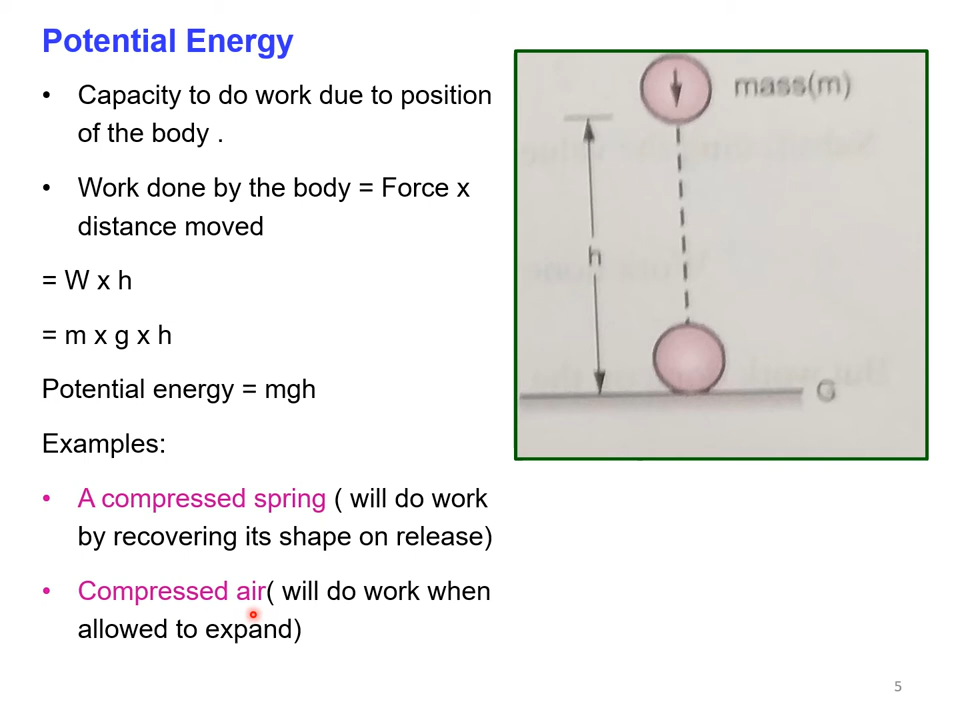 Potential Energy
• Capacity to do work due to position
of the body .
• Work done by the body = Force x
distance moved
= W x h
= m x g x h
Potential energy = mgh
Examples:
• A compressed spring ( will do work
by recovering its shape on release)
• Compressed air( will do work when
allowed to expand)
mass(m)
h
G
5